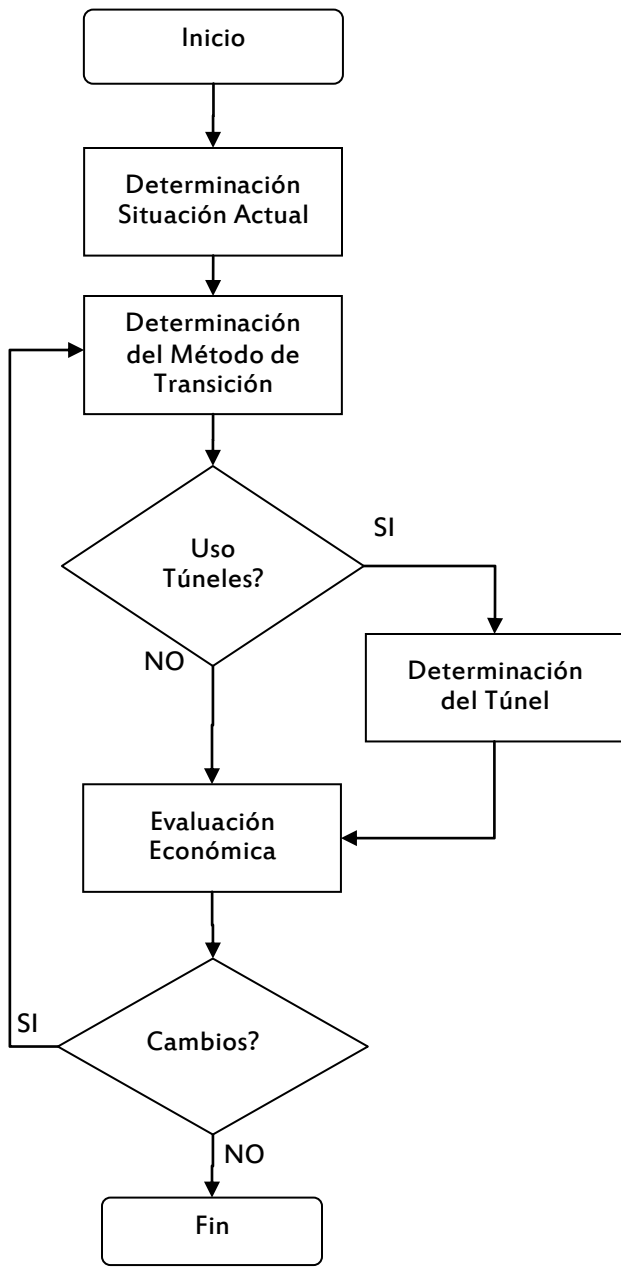 Inicio
Determinación
Situación Actual
Determinación
del Método de
Transición
Uso
Túneles?
SI
NO
Determinación
del Túnel
Evaluación
Económica
SI
Cambios?
NO
Fin